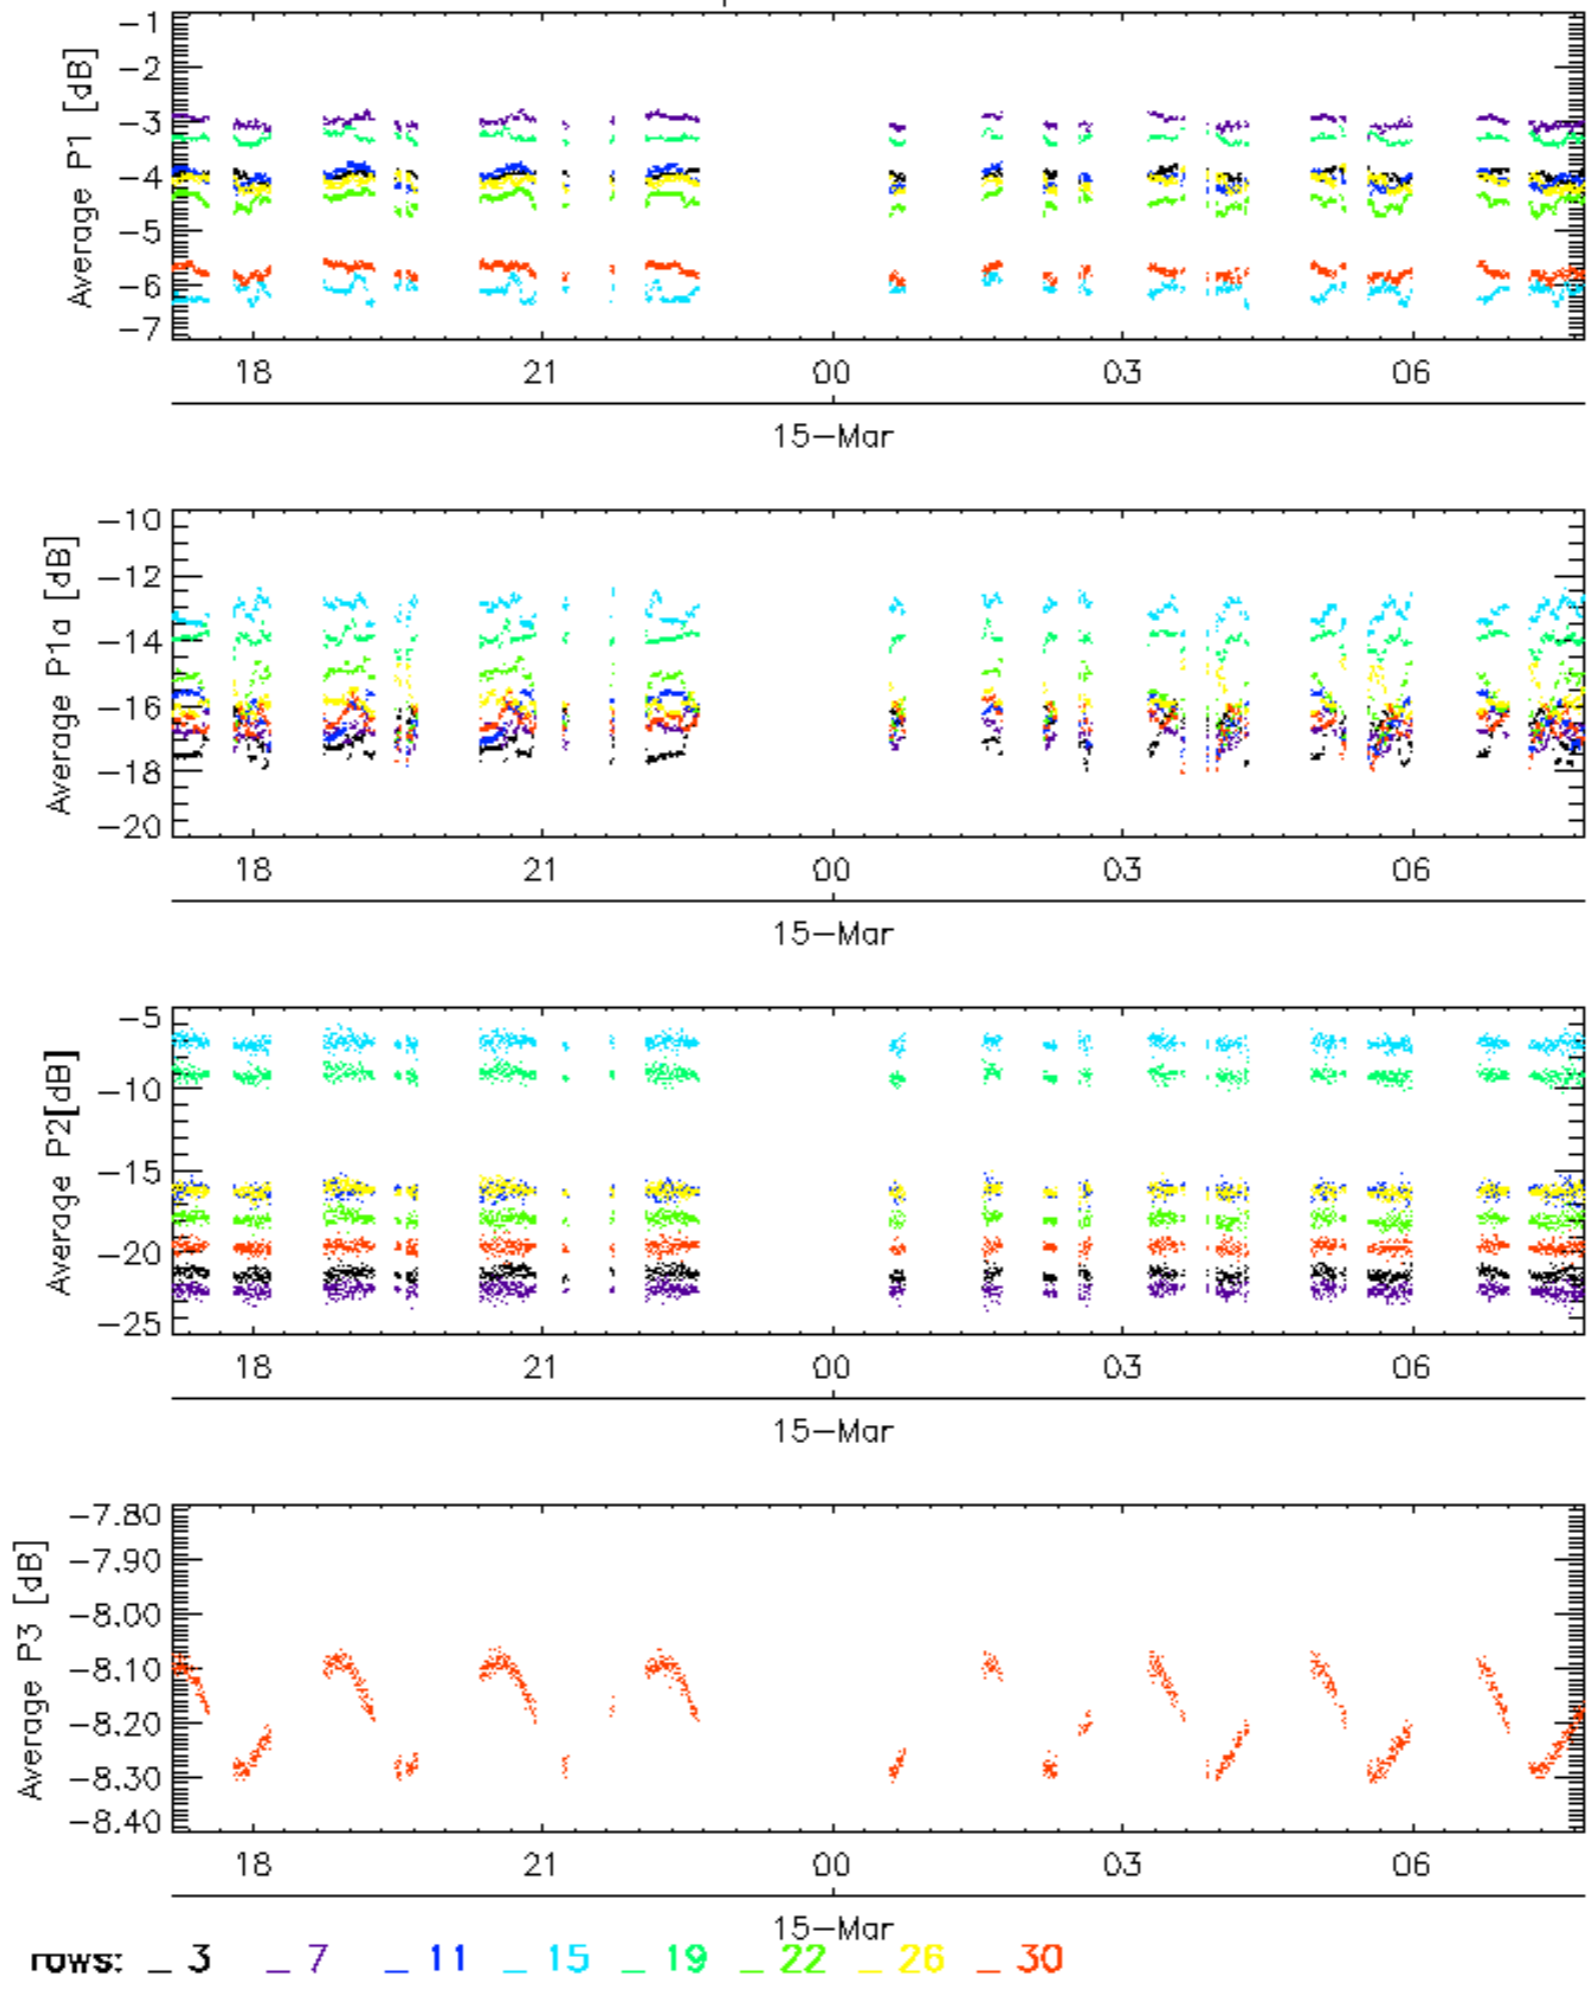 Average P1 [dB]
-1
-2
-3
-4
-5
-6
-7
18 21 00 03 06
15-Mar
Average P1a [dB]
-10
-12
-14
-16
-18
-20
18 21 00 03 06
15-Mar
Average P2[dB]
-5
-10
-15
-20
-25
18 21 00 03 06
15-Mar
Average P3 [dB]
-7.80
-7.90
-8.00
-8.10
-8.20
-8.30
-8.40
18 21 00 03 06
15-Mar
rows: _ 3 _ 7 _ 11 _ 15 _ 19 _ 22 _ 26 _ 30